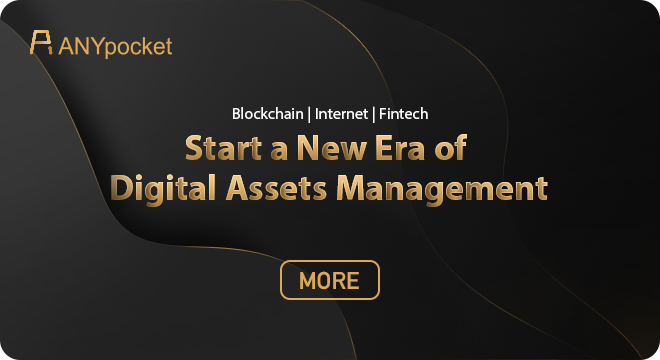 ANYpocket
Blockchain | Internet | Fintech
Start a New Era of
Digital Assets Management
MORE